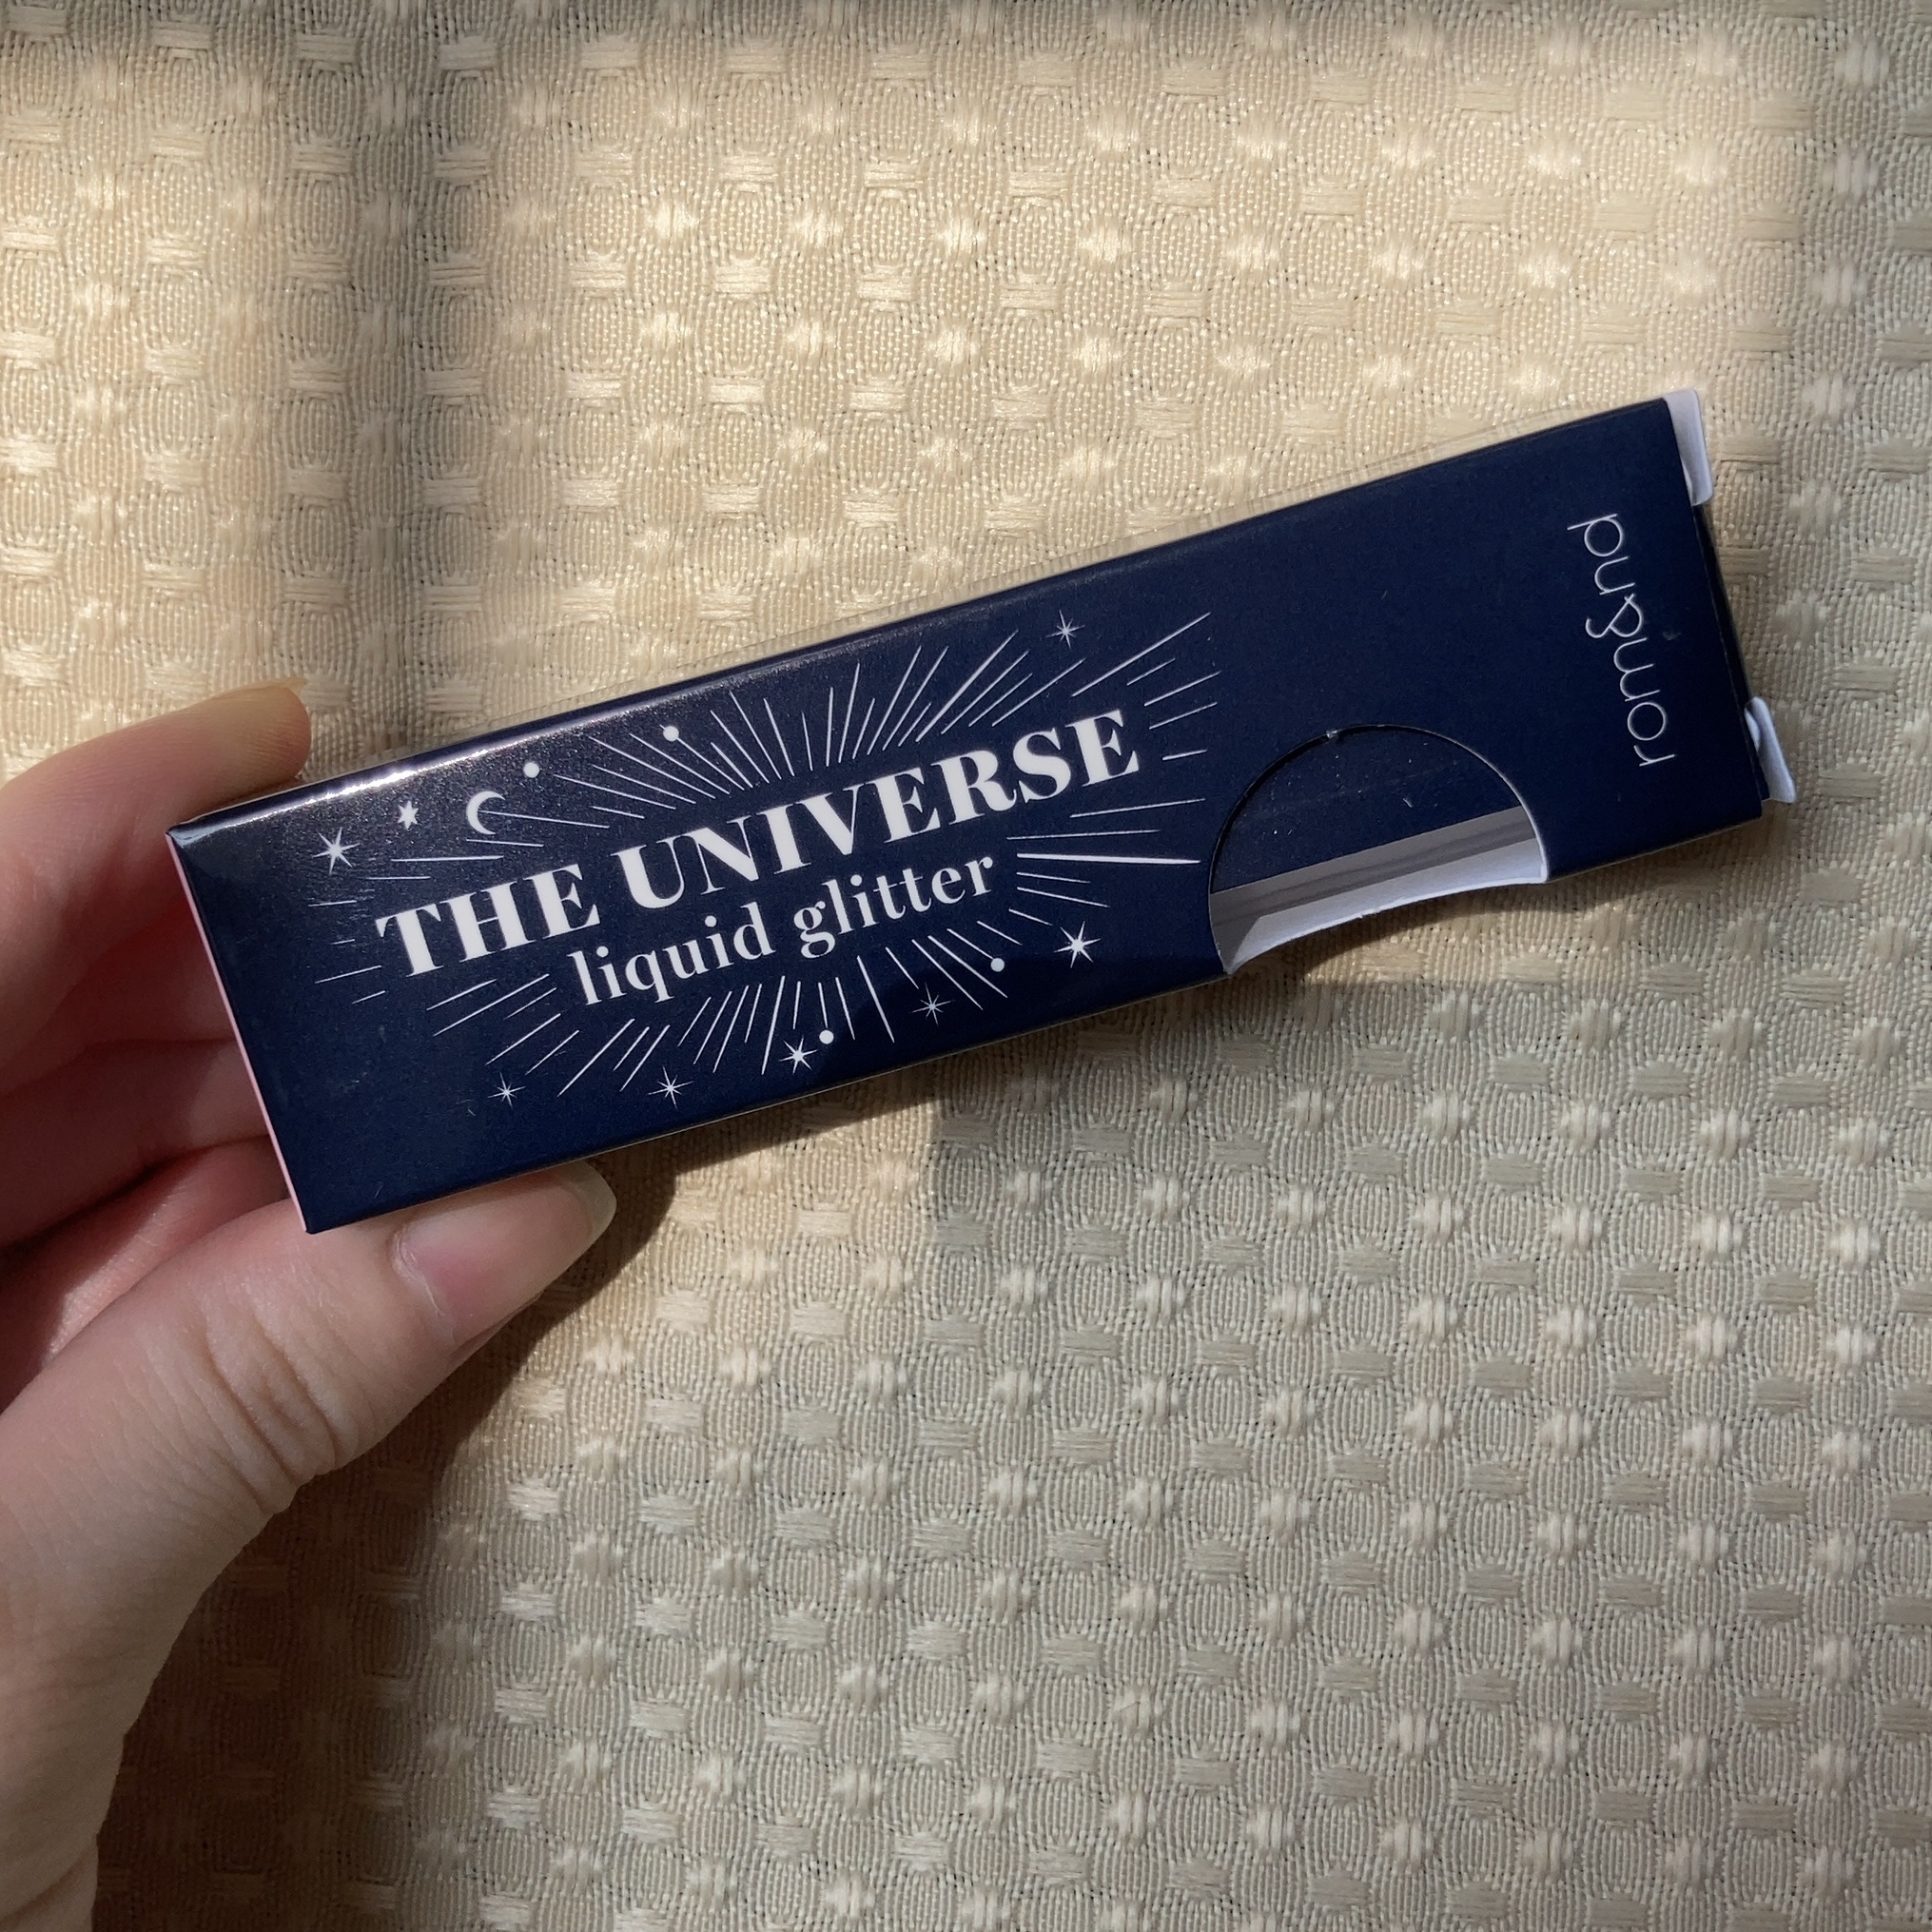 THE UNIVERSE
liquid glitter
rom&nd